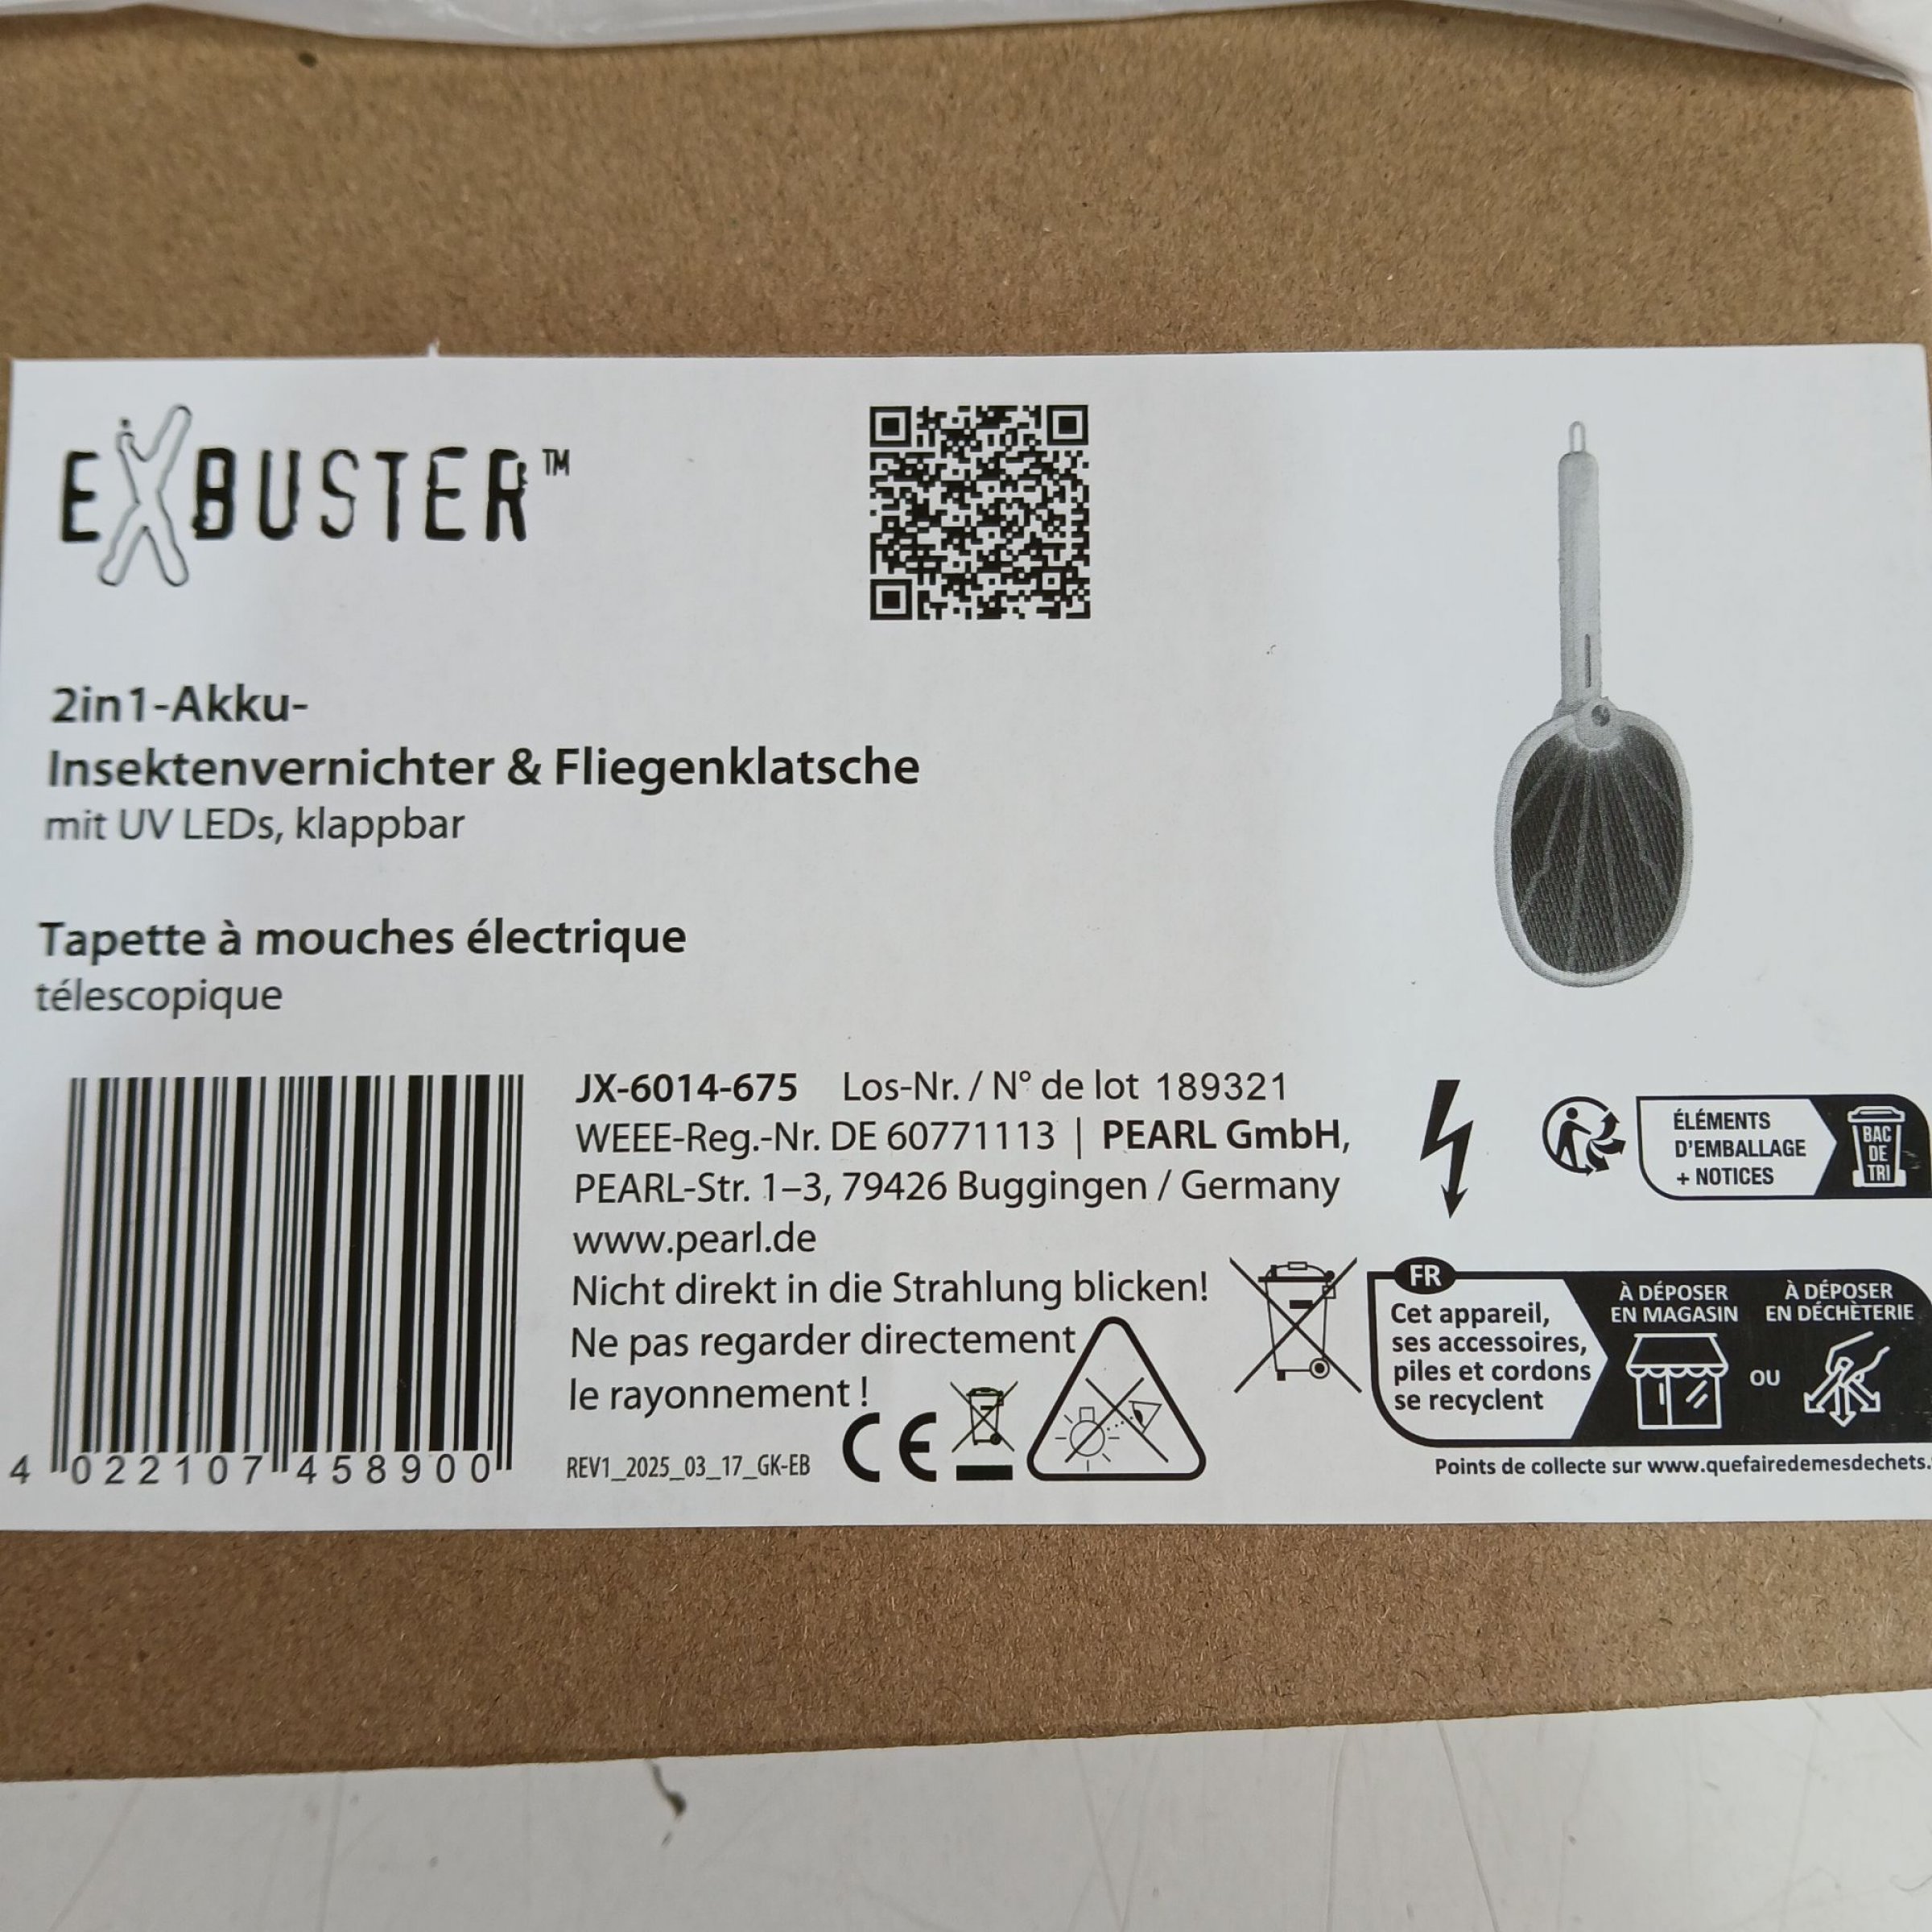 EXBUSTER™
2in1-Akku-
Insektenvernichter & Fliegenklatsche
mit UV LEDs, klappbar
Tapette à mouches électrique
télescopique
4 022107 458900
JX-6014-675 Los-Nr. / N° de lot 189321
WEEE-Reg.-Nr. DE 60771113 | PEARL GmbH,
PEARL-Str. 1–3, 79426 Buggingen / Germany
www.pearl.de
Nicht direkt in die Strahlung blicken!
Ne pas regarder directement
le rayonnement !
REV1_2025_03_17_GK-EB
CE
ÉLÉMENTS
D'EMBALLAGE
+ NOTICES
BAC
DE
TRI
FR
Cet appareil,
ses accessoires,
piles et cordons
se recyclent
À DÉPOSER
EN MAGASIN
OU
À DÉPOSER
EN DÉCHÈTERIE
Points de collecte sur www.quefairedemesdechets.